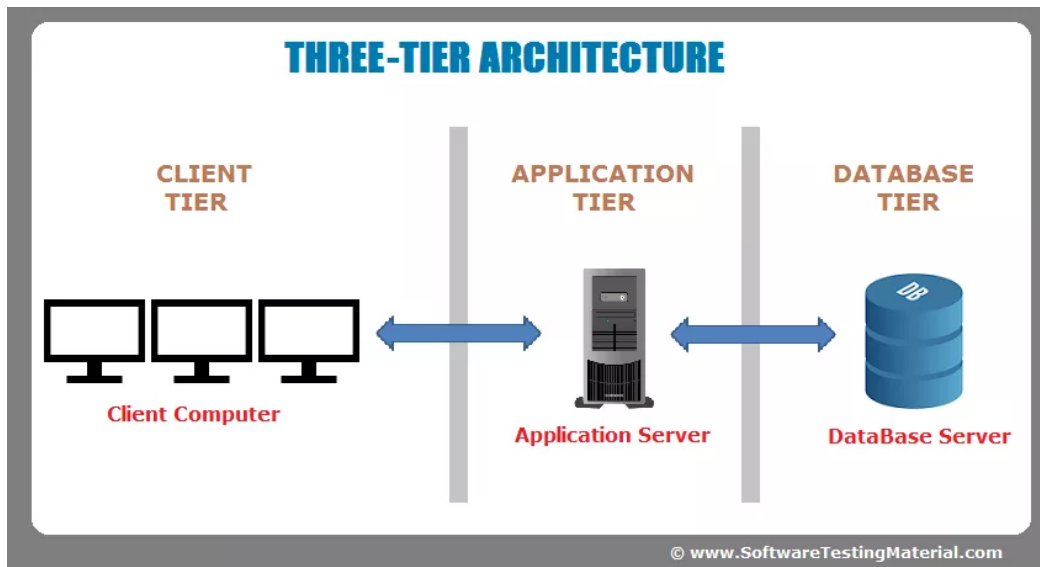 THREE-TIER ARCHITECTURE
CLIENT
TIER
APPLICATION
TIER
DATABASE
TIER
DB
Client Computer
Application Server
DataBase Server
© www.SoftwareTestingMaterial.com